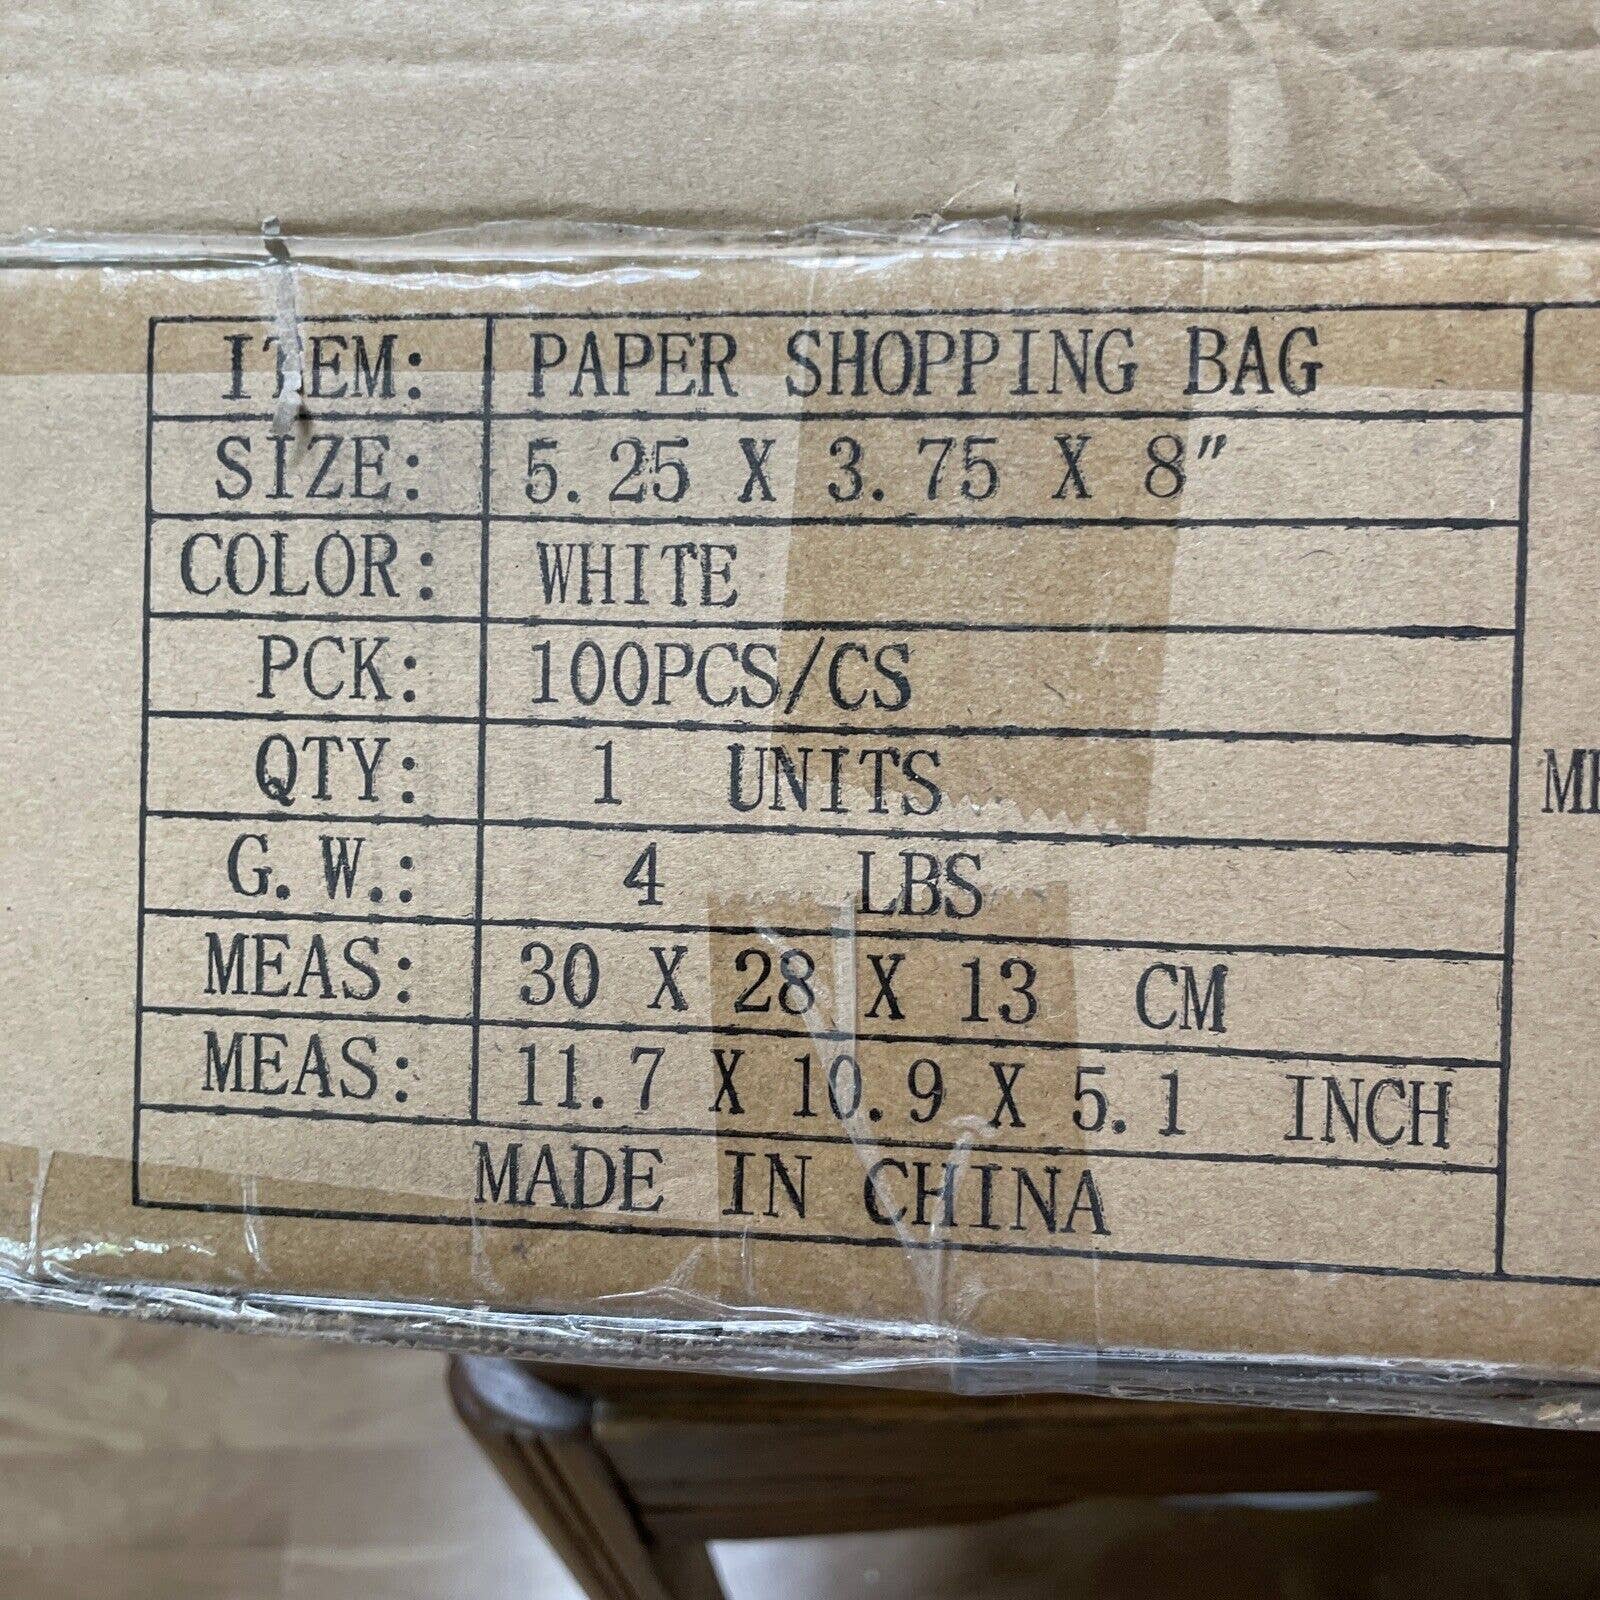 ITEM: PAPER SHOPPING BAG
SIZE: 5.25 X 3.75 X 8"
COLOR: WHITE
PCK: 100PCS/CS
QTY: 1 UNITS
G.W.: 4 LBS
MEAS: 30 X 28 X 13 CM
MEAS: 11.7 X 10.9 X 5.1 INCH
MADE IN CHINA